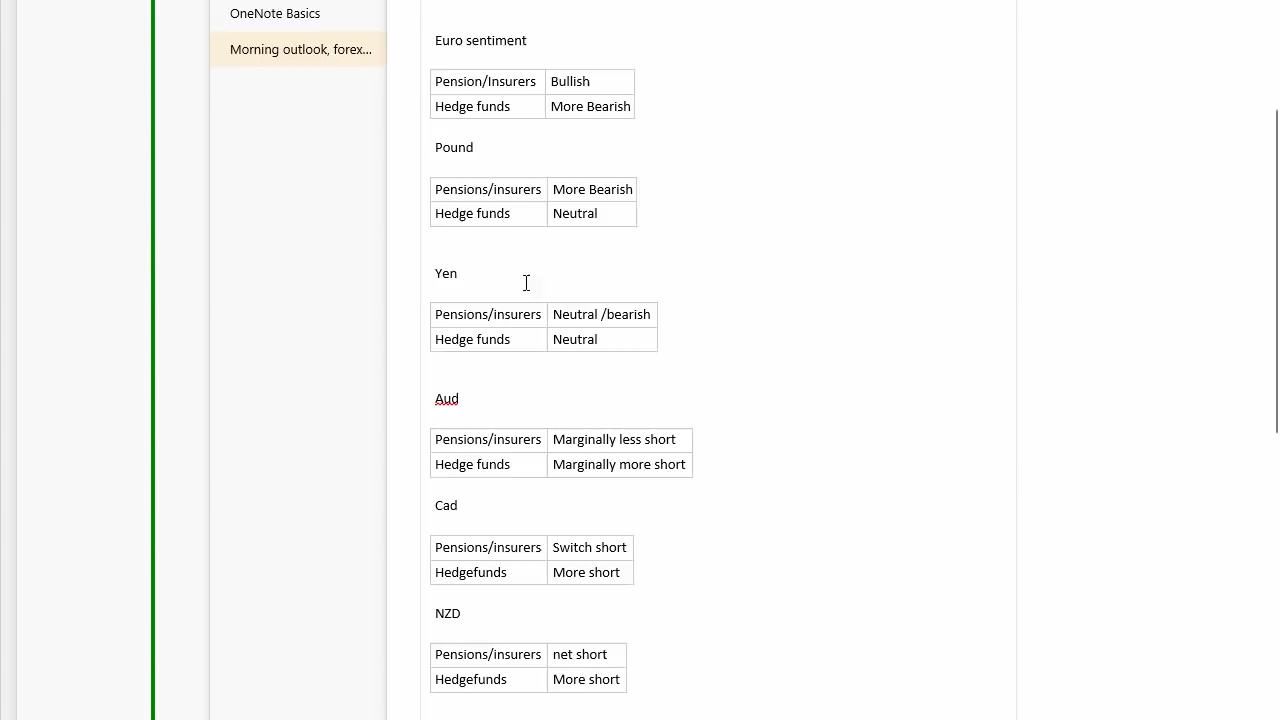 OneNote Basics
Morning outlook, forex...
Euro sentiment
Pension/Insurers Bullish
Hedge funds More Bearish
Pound
Pensions/insurers More Bearish
Hedge funds Neutral
Yen
Pensions/insurers Neutral /bearish
Hedge funds Neutral
Aud
Pensions/insurers Marginally less short
Hedge funds Marginally more short
Cad
Pensions/insurers Switch short
Hedgefunds More short
NZD
Pensions/insurers net short
Hedgefunds More short